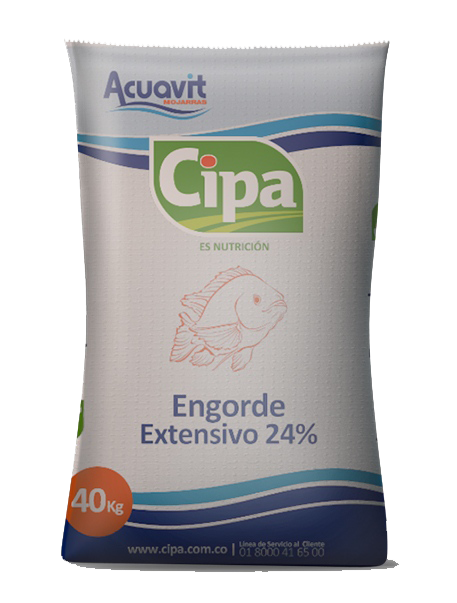 Acuavit
MOJARRAS
Cipa
ES NUTRICIÓN
Engorde
Extensivo 24%
40Kg
www.cipa.com.co | Línea de Servicio al Cliente
01 8000 41 65 00